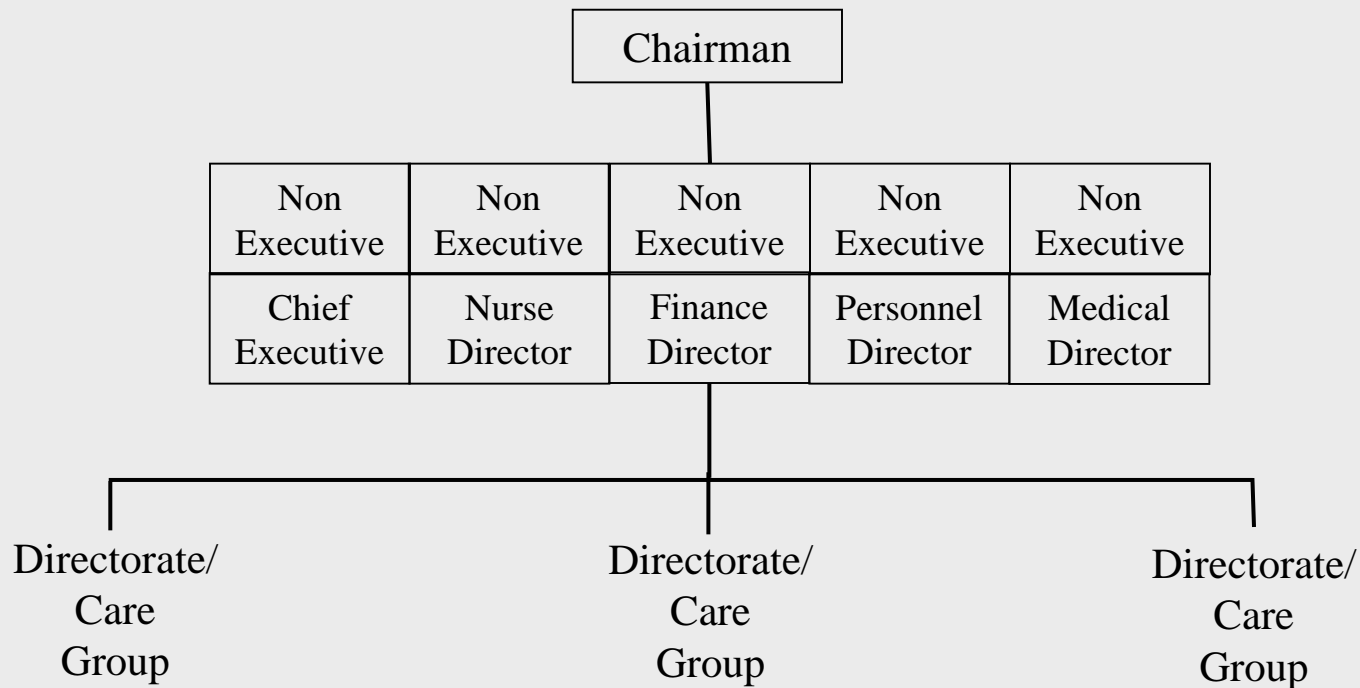 Chairman
Non
Executive
Non
Executive
Non
Executive
Non
Executive
Non
Executive
Chief
Executive
Nurse
Director
Finance
Director
Personnel
Director
Medical
Director
Directorate/
Care
Group
Directorate/
Care
Group
Directorate/
Care
Group